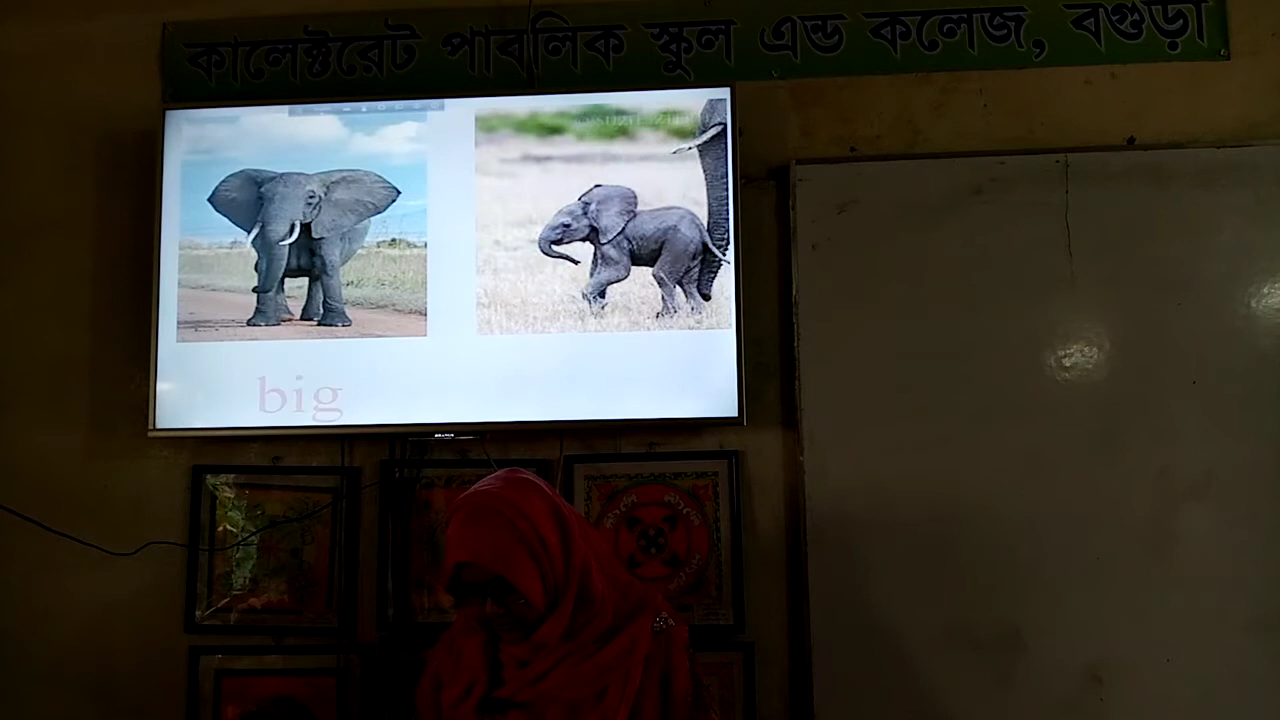 কালেক্টরেট পাবলিক স্কুল এন্ড কলেজ, বগুড়া
big